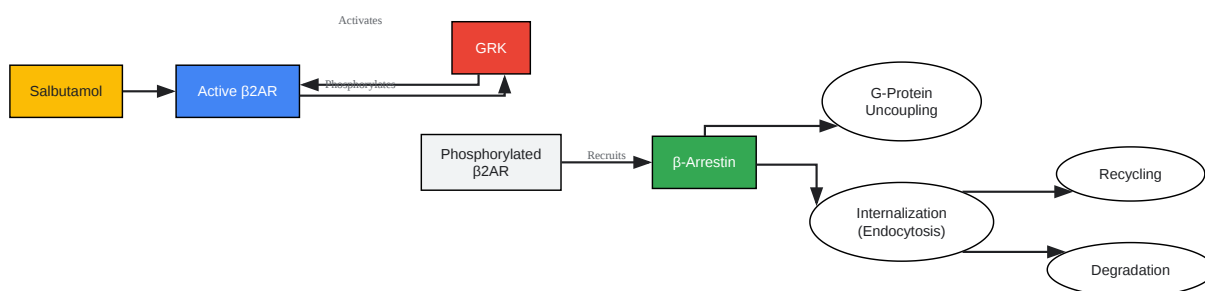 Activates
GRK
Salbutamol
Active β2AR
Phosphorylates
G-Protein
Uncoupling
Phosphorylated
β2AR
Recruits
β-Arrestin
Recycling
Internalization
(Endocytosis)
Degradation